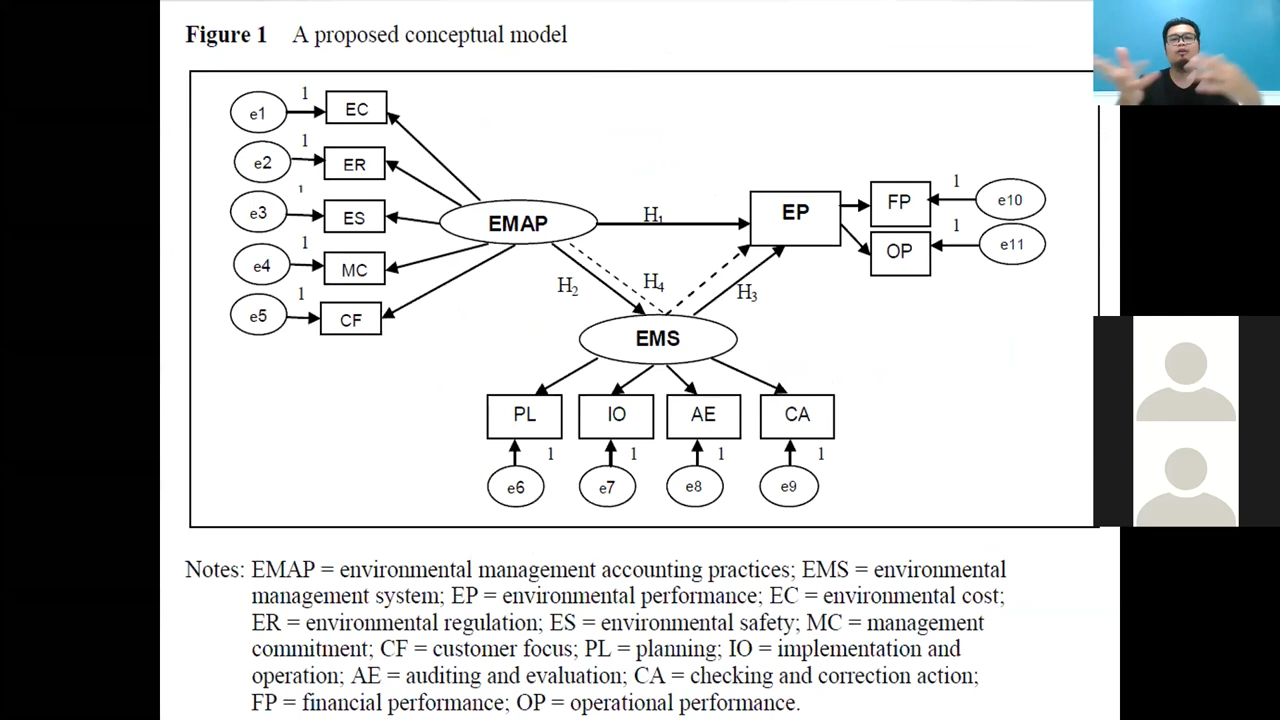 Figure 1 A proposed conceptual model
e1 1 EC
e2 1 ER
e3 1 ES
e4 1 MC
e5 1 CF
EMAP
H1
H2
H4
H3
EP
FP 1 e10
OP 1 e11
EMS
PL IO AE CA
1 1 1 1
e6 e7 e8 e9
Notes: EMAP = environmental management accounting practices; EMS = environmental
management system; EP = environmental performance; EC = environmental cost;
ER = environmental regulation; ES = environmental safety; MC = management
commitment; CF = customer focus; PL = planning; IO = implementation and
operation; AE = auditing and evaluation; CA = checking and correction action;
FP = financial performance; OP = operational performance.